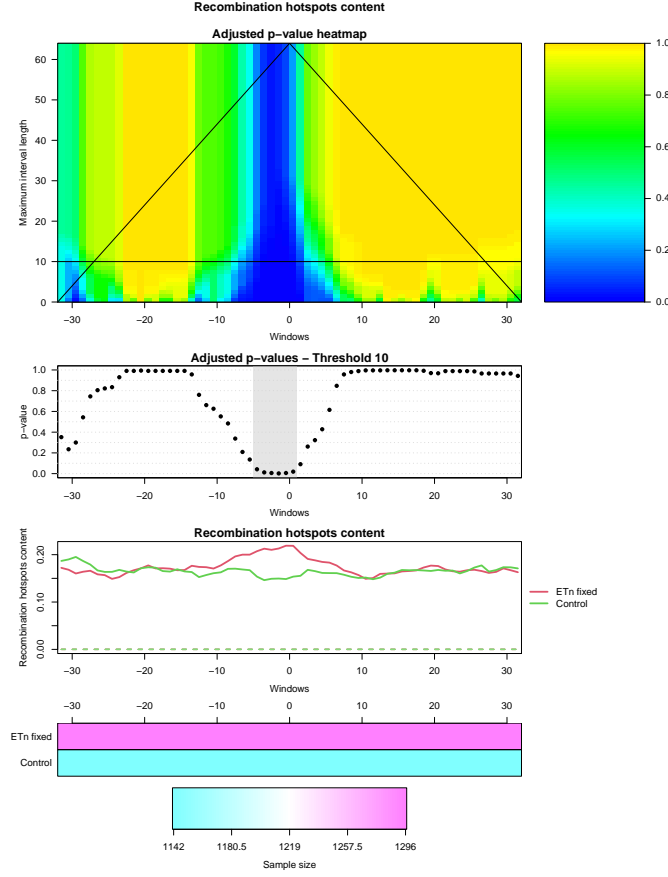 Recombination hotspots content
Adjusted p−value heatmap
Maximum interval length
0 10 20 30 40 50 60
−30 −20 −10 0 10 20 30
Windows
0.0 0.2 0.4 0.6 0.8 1.0
Adjusted p−values − Threshold 10
p−value
0.0 0.2 0.4 0.6 0.8 1.0
−30 −20 −10 0 10 20 30
Windows
Recombination hotspots content
Recombination hotspots content
0.00 0.10 0.20
−30 −20 −10 0 10 20 30
Windows
ETn fixed
Control
−30 −20 −10 0 10 20 30
ETn fixed
Control
1142 1180.5 1219 1257.5 1296
Sample size